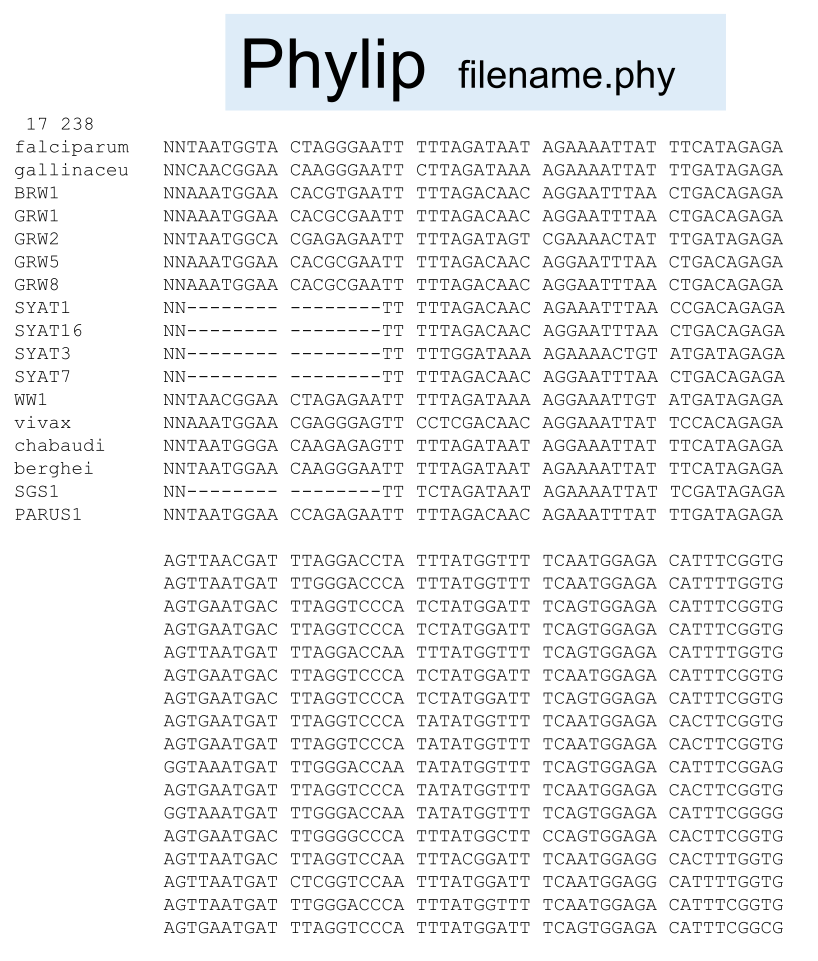 Phylip filename.phy
17 238
falciparum NNTAATGGTA CTAGGGAATT TTTAGATAAT AGAAAATTAT TTCATAGAGA
gallinaceu NNCAACGGAA CAAGGGAATT CTTAGATAAA AGAAAATTAT TTGATAGAGA
BRW1 NNAAATGGAA CACGTGAATT TTTAGACAAC AGGAATTTAA CTGACAGAGA
GRW1 NNAAATGGAA CACGCGAATT TTTAGACAAC AGGAATTTAA CTGACAGAGA
GRW2 NNTAATGGCA CGAGAGAATT TTTAGATAGT CGAAAACTAT TTGATAGAGA
GRW5 NNAAATGGAA CACGCGAATT TTTAGACAAC AGGAATTTAA CTGACAGAGA
GRW8 NNAAATGGAA CACGCGAATT TTTAGACAAC AGGAATTTAA CTGACAGAGA
SYAT1 NN-------- --------TT TTTAGACAAC AGAAATTTAA CCGACAGAGA
SYAT16 NN-------- --------TT TTTAGACAAC AGGAATTTAA CTGACAGAGA
SYAT3 NN-------- --------TT TTTGGATAAA AGAAAACTGT ATGATAGAGA
SYAT7 NN-------- --------TT TTTAGACAAC AGGAATTTAA CTGACAGAGA
WW1 NNTAACGGAA CTAGAGAATT TTTAGATAAA AGGAAATTGT ATGATAGAGA
vivax NNAAATGGAA CGAGGGAGTT CCTCGACAAC AGGAAATTAT TCCACAGAGA
chabaudi NNTAATGGGA CAAGAGAGTT TTTAGATAAT AGGAAATTAT TTCATAGAGA
berghei NNTAATGGAA CAAGGGAATT TTTAGATAAT AGAAAATTAT TTCATAGAGA
SGS1 NN-------- --------TT TCTAGATAAT AGAAAATTAT TCGATAGAGA
PARUS1 NNTAATGGAA CCAGAGAATT TTTAGACAAC AGAAATTTAT TTGATAGAGA
AGTTAACGAT TTAGGACCTA TTTATGGTTT TCAATGGAGA CATTTCGGTG
AGTTAATGAT TTGGGACCCA TTTATGGTTT TCAATGGAGA CATTTTGGTG
AGTGAATGAC TTAGGTCCCA TCTATGGATT TCAGTGGAGA CATTTCGGTG
AGTGAATGAC TTAGGTCCCA TCTATGGATT TCAGTGGAGA CATTTCGGTG
AGTTAATGAT TTAGGACCAA TTTATGGTTT TCAATGGAGA CATTTTGGTG
AGTGAATGAC TTAGGTCCCA TCTATGGATT TCAATGGAGA CATTTCGGTG
AGTGAATGAC TTAGGTCCCA TCTATGGATT TCAGTGGAGA CATTTCGGTG
AGTGAATGAT TTAGGTCCCA TATATGGTTT TCAATGGAGA CACTTCGGTG
AGTGAATGAT TTAGGTCCCA TATATGGTTT TCAATGGAGA CACTTCGGTG
GGTAAATGAT TTGGGACCAA TATATGGTTT TCAGTGGAGA CATTTCGGAG
AGTGAATGAT TTAGGTCCCA TATATGGTTT TCAATGGAGA CACTTCGGTG
GGTAAATGAT TTGGGACCAA TATATGGTTT TCAGTGGAGA CATTTCGGGG
AGTGAATGAC TTGGGGCCCA TTTATGGCTT CCAGTGGAGA CACTTCGGTG
AGTTAATGAC TTAGGTCCAA TTTACGGATT TCAATGGAGG CACTTTGGTG
AGTTAATGAT CTCGGTCCAA TTTATGGATT TCAATGGAGG CATTTTGGTG
AGTTAATGAT TTGGGACCCA TTTATGGTTT TCAATGGAGA CATTTCGGTG
AGTGAATGAT TTAGGTCCCA TTTATGGATT TCAGTGGAGA CATTTCGGCG